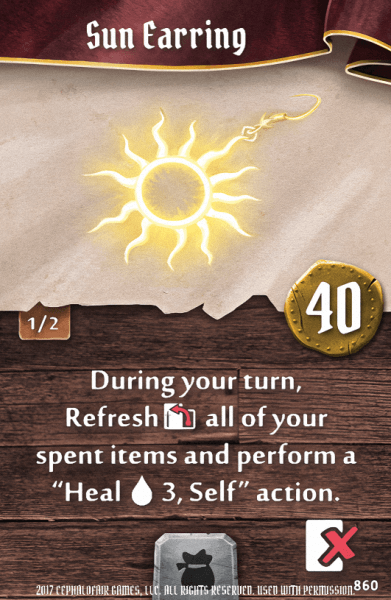 Sun Earring
40
1/2
During your turn,
Refresh all of your
spent items and perform a
“Heal 3, Self” action.
860
2017 Cephalofair Games, LLC. All rights reserved. Used with permission.